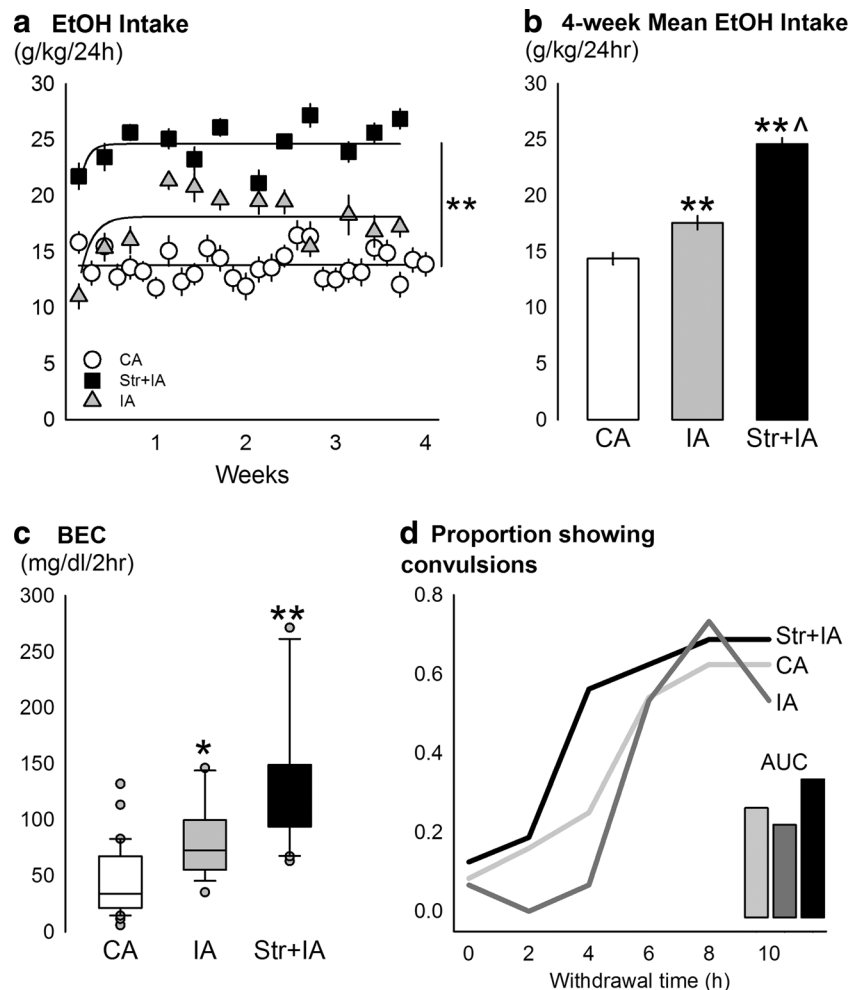 a EtOH Intake
(g/kg/24h)
30
25
20
15
10
5
0
**
CA
Str+IA
IA
1 2 3 4
Weeks
b 4-week Mean EtOH Intake
(g/kg/24hr)
30
25
20
15
10
5
0
**
**^
CA IA Str+IA
c BEC
(mg/dl/2hr)
300
250
200
150
100
50
0
*
**
CA IA Str+IA
d Proportion showing
convulsions
0.8
0.6
0.4
0.2
0.0
Str+IA
CA
IA
AUC
0 2 4 6 8 10
Withdrawal time (h)